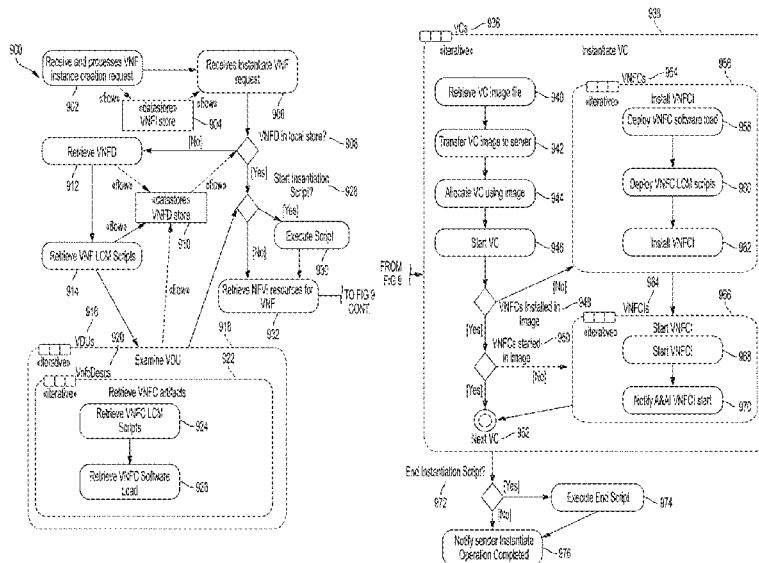 900
Receive and processes VNF
instance creation request
902
Receives Instantiate VNF
request
906
«flow»
«flow»
«datastore»
VNFI store
904
[No]
VNFD in local store?
908
Retrieve VNFD
912
[Yes]
«flow»
«flow»
Start Instantiation
Script?
928
«datastore»
VNFD store
910
[Yes]
Execute Script
930
[No]
Retrieve VNF LCM Scripts
914
«flow»
Retrieve NFVI resources for
VNF
932
TO FIG 9
CONT.
916
VDUs
920
918
922
«iterative»
Examine VDU
VnfcDescs
«iterative»
Retrieve VNFC artifacts
Retrieve VNFC LCM
Scripts
924
Retrieve VNFC Software
Load
926
VCs
936
938
«iterative»
Instantiate VC
Retrieve VC image file
940
Transfer VC image to server
942
Allocate VC using image
944
Start VC
946
FROM
FIG 9
VNFCs
954
956
«iterative»
Install VNFCI
Deploy VNFC software load
958
Deploy VNFC LCM scripts
960
Install VNFCI
962
[No]
VNFCs Installed in
Image
948
[Yes]
VNFCs started
in Image
950
[No]
[Yes]
Next VC
952
964
VNFCIs
966
«iterative»
Start VNFCI
Start VNFCI
968
Notify A&AI VNFCI start
970
End Instantiation Script?
972
[Yes]
Execute End Script
974
[No]
Notify sender Instantiate
Operation Completed
976